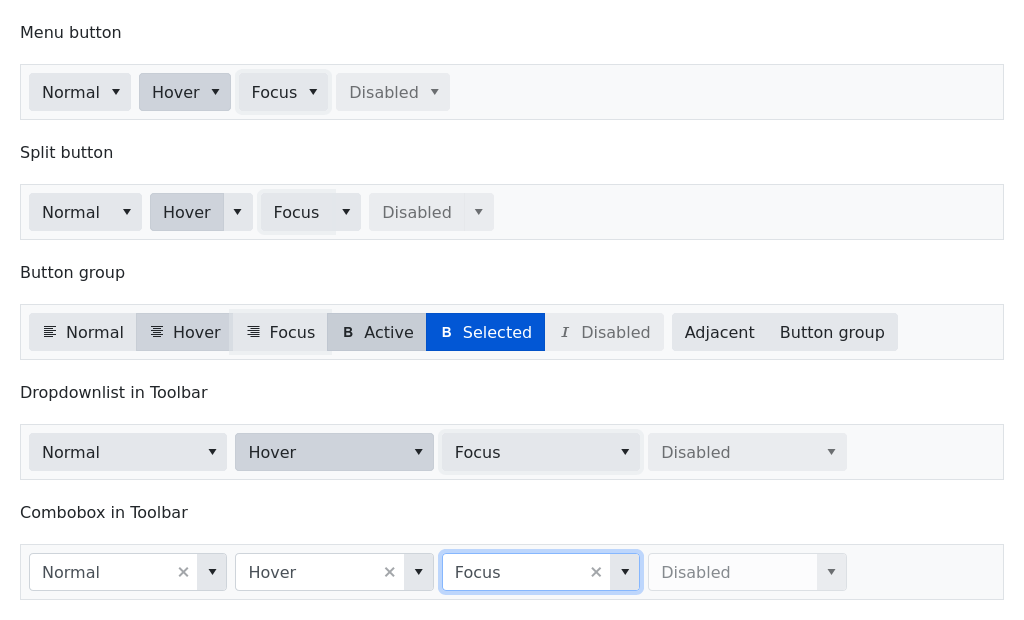 Menu button
Normal Hover Focus Disabled
Split button
Normal Hover Focus Disabled
Button group
Normal Hover Focus B Active B Selected I Disabled Adjacent Button group
Dropdownlist in Toolbar
Normal Hover Focus Disabled
Combobox in Toolbar
Normal Hover Focus Disabled